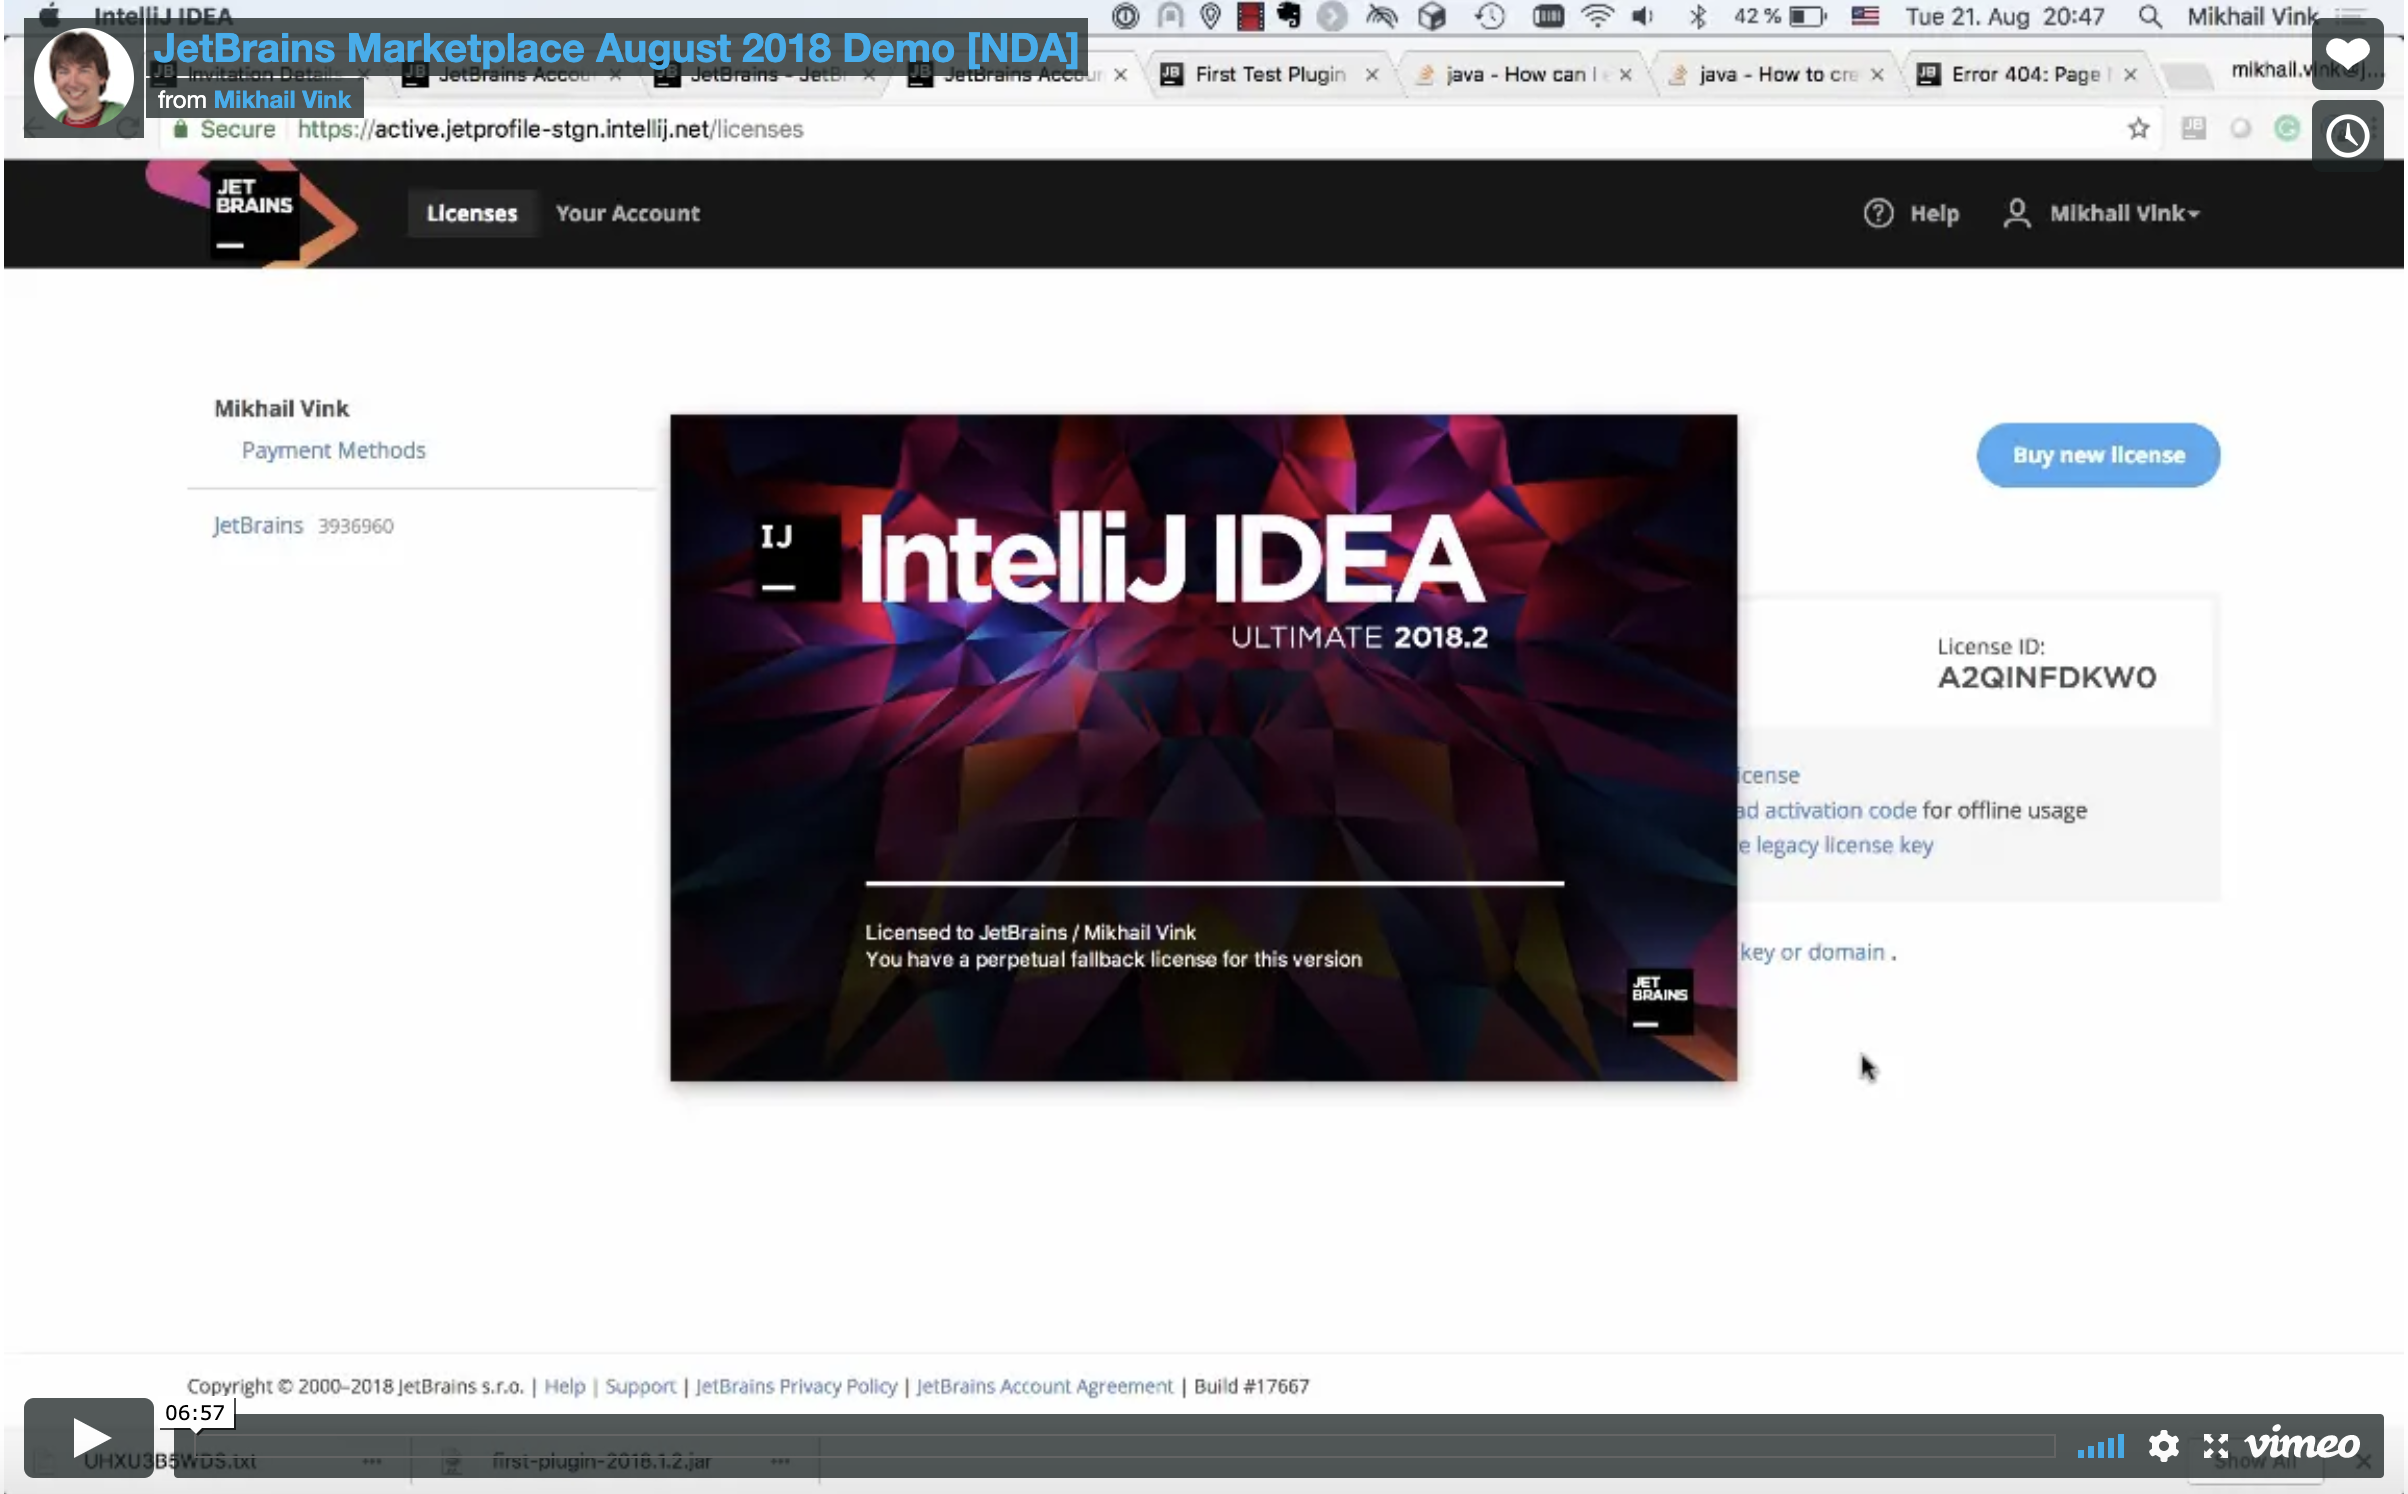 IntelliJ IDEA
42 %
Tue 21. Aug 20:47
Mikhail Vink
JetBrains Marketplace August 2018 Demo [NDA]
from Mikhail Vink
Invitation Details
JetBrains Accou
JetBrains - JetBr
JetBrains Accour
First Test Plugin
java - How can I
java - How to cre
Error 404: Page
Secure
https://active.jetprofile-stgn.intellij.net/licenses
JET
BRAINS
Licenses
Your Account
Help
Mikhail Vink
Mikhail Vink
Payment Methods
JetBrains 3936960
Buy new license
IJ
IntelliJ IDEA
ULTIMATE 2018.2
Licensed to JetBrains / Mikhail Vink
You have a perpetual fallback license for this version
JET
BRAINS
License ID:
A2QINFDKW0
icense
ad activation code for offline usage
e legacy license key
key or domain .
Copyright © 2000–2018 JetBrains s.r.o. | Help | Support | JetBrains Privacy Policy | JetBrains Account Agreement | Build #17667
06:57
UHXU3B5WDS.txt
first-plugin-2018.1.2.jar
Show All
vimeo